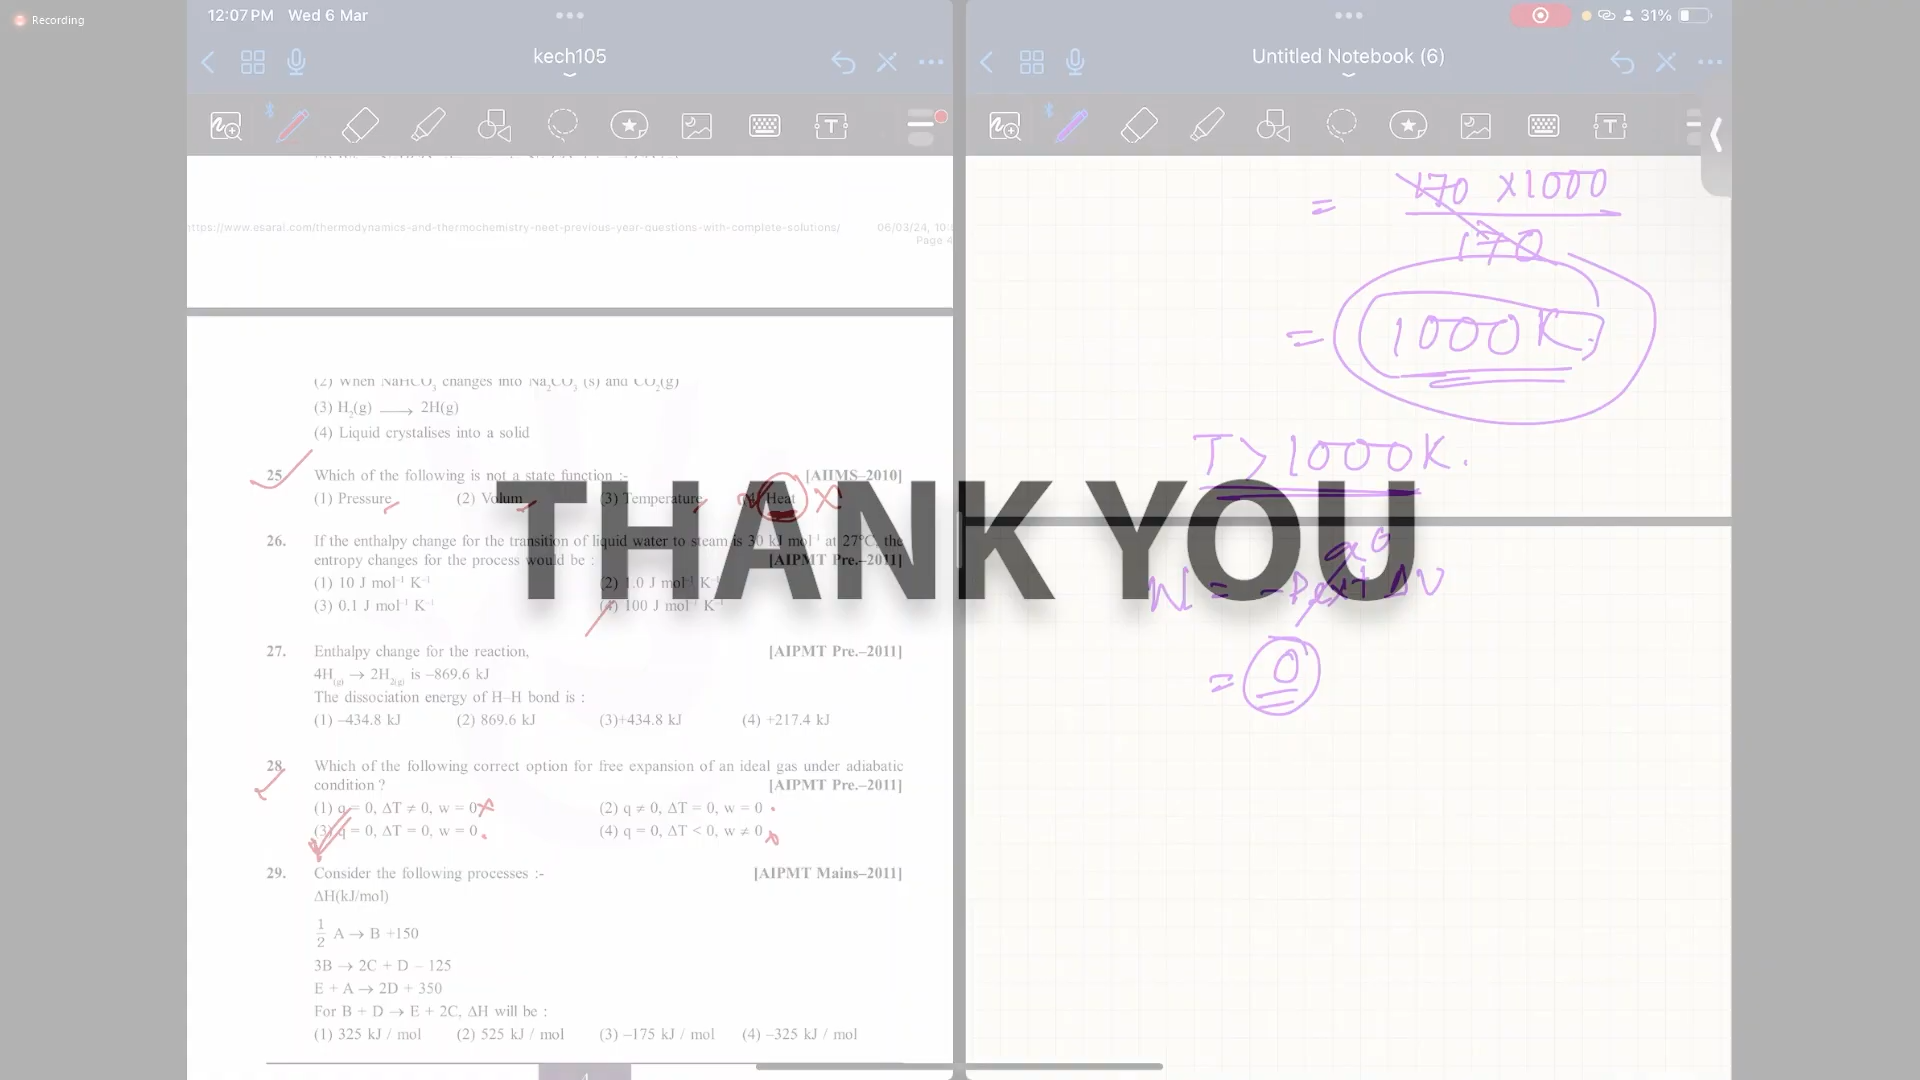 Recording
12:07PM Wed 6 Mar
31%
kech105
Untitled Notebook (6)
https://www.esaral.com/thermodynamics-and-thermochemistry-neet-previous-year-questions-with-complete-solutions/ 06/03/24, 10:
Page 4
(2) When NaHCO₃ changes into Na₂CO₃ (s) and CO₂(g)
(3) H₂(g) ⟶ 2H(g)
(4) Liquid crystalises into a solid
25. Which of the following is not a state function :- [AIIMS–2010]
(1) Pressure (2) Volum (3) Temperature (4) Heat
26. If the enthalpy change for the transition of liquid water to steam is 30 kJ mol⁻¹ at 27°C, the
entropy changes for the process would be : [AIPMT Pre.–2011]
(1) 10 J mol⁻¹ K⁻¹ (2) 1.0 J mol⁻¹ K⁻¹
(3) 0.1 J mol⁻¹ K⁻¹ (4) 100 J mol⁻¹ K⁻¹
27. Enthalpy change for the reaction, [AIPMT Pre.–2011]
4H(g) → 2H₂(g) is –869.6 kJ
The dissociation energy of H–H bond is :
(1) –434.8 kJ (2) 869.6 kJ (3)+434.8 kJ (4) +217.4 kJ
28. Which of the following correct option for free expansion of an ideal gas under adiabatic
condition ? [AIPMT Pre.–2011]
(1) q = 0, ΔT ≠ 0, w = 0 (2) q ≠ 0, ΔT = 0, w = 0
(3) q = 0, ΔT = 0, w = 0 (4) q = 0, ΔT < 0, w ≠ 0
29. Consider the following processes :- [AIPMT Mains–2011]
ΔH(kJ/mol)
1/2 A → B +150
3B → 2C + D – 125
E + A → 2D + 350
For B + D → E + 2C, ΔH will be :
(1) 325 kJ / mol (2) 525 kJ / mol (3) –175 kJ / mol (4) –325 kJ / mol
4
= 170 x1000
170
= 1000K.
T > 1000K.
THANK YOU
W = -Pext ΔV
= 0